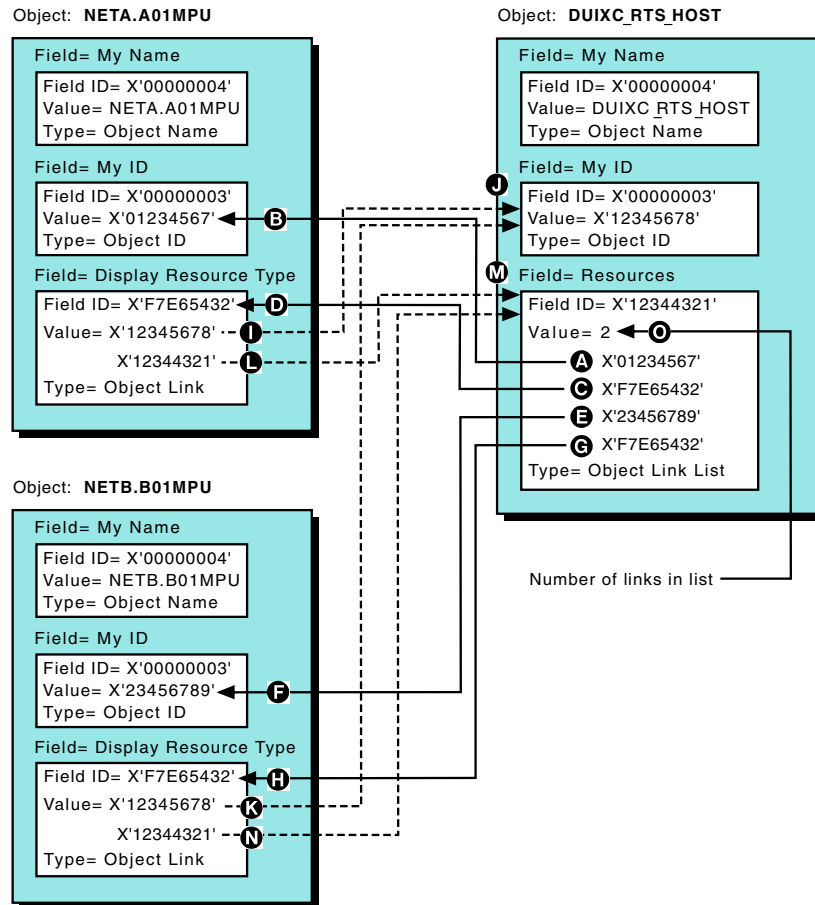 Object: NETA.A01MPU
Field= My Name
Field ID= X'00000004'
Value= NETA.A01MPU
Type= Object Name
Field= My ID
Field ID= X'00000003'
Value= X'01234567'
B
Type= Object ID
Field= Display Resource Type
Field ID= X'F7E65432'
D
Value= X'12345678'
I
X'12344321'
L
Type= Object Link
Object: DUIXC_RTS_HOST
Field= My Name
Field ID= X'00000004'
Value= DUIXC_RTS_HOST
Type= Object Name
Field= My ID
J
Field ID= X'00000003'
Value= X'12345678'
Type= Object ID
M
Field= Resources
Field ID= X'12344321'
Value= 2
O
A X'01234567'
C X'F7E65432'
E X'23456789'
G X'F7E65432'
Type= Object Link List
Number of links in list
Object: NETB.B01MPU
Field= My Name
Field ID= X'00000004'
Value= NETB.B01MPU
Type= Object Name
Field= My ID
Field ID= X'00000003'
Value= X'23456789'
F
Type= Object ID
Field= Display Resource Type
Field ID= X'F7E65432'
H
Value= X'12345678'
K
X'12344321'
N
Type= Object Link